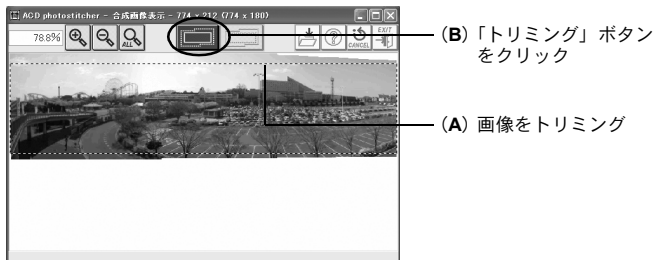 ACD photostitcher - 合成画像表示 - 774 x 212 (774 x 180)
78.8%
ALL
CANCEL
EXIT
(B)「トリミング」ボタン
をクリック
(A) 画像をトリミング